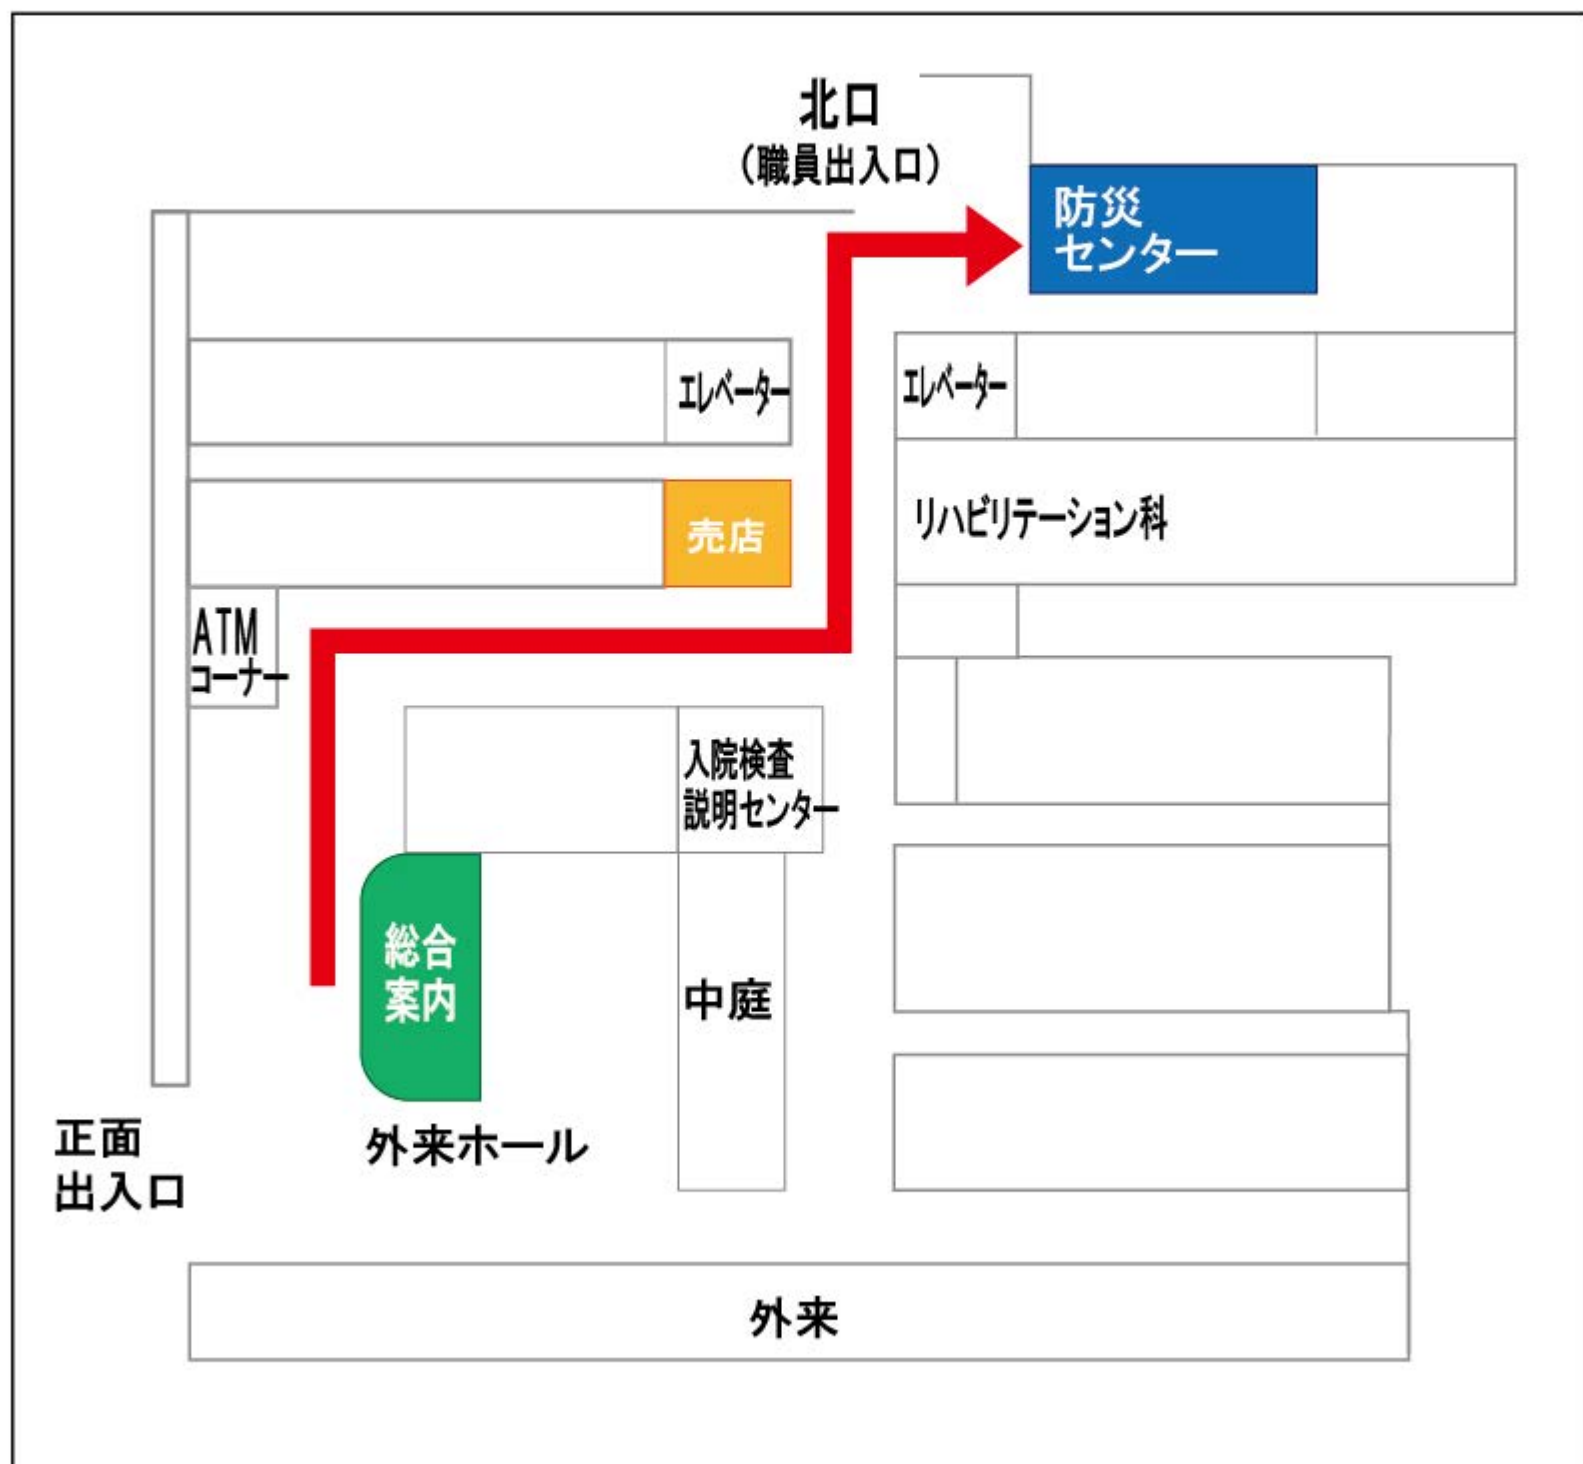 北口
（職員出入口）
防災
センター
エレベーター
エレベーター
売店
リハビリテーション科
ATM
コーナー
入院検査
説明センター
総合
案内
中庭
正面
出入口
外来ホール
外来